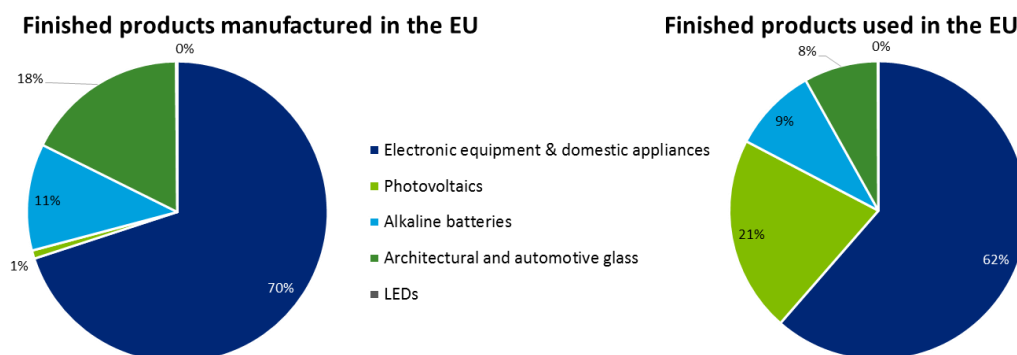 Finished products manufactured in the EU
0%
18%
11%
1%
70%
Electronic equipment & domestic appliances
Photovoltaics
Alkaline batteries
Architectural and automotive glass
LEDs
Finished products used in the EU
0%
8%
9%
21%
62%